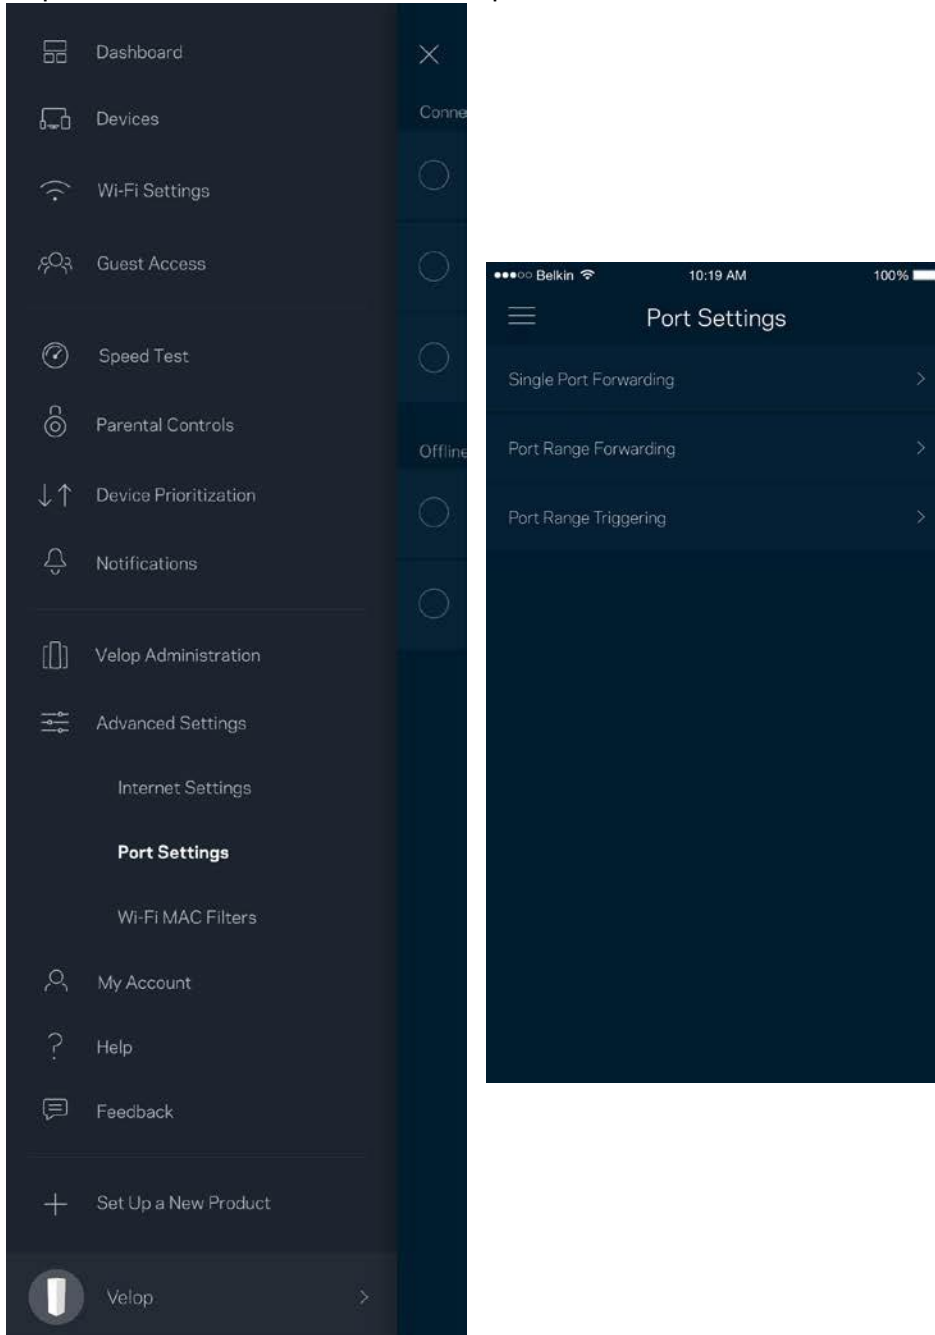 Dashboard
Devices
Wi-Fi Settings
Guest Access
Speed Test
Parental Controls
Device Prioritization
Notifications
Velop Administration
Advanced Settings
Internet Settings
Port Settings
Wi-Fi MAC Filters
My Account
Help
Feedback
Set Up a New Product
Velop
Conne
Offline
Belkin 10:19 AM 100%
Port Settings
Single Port Forwarding
Port Range Forwarding
Port Range Triggering